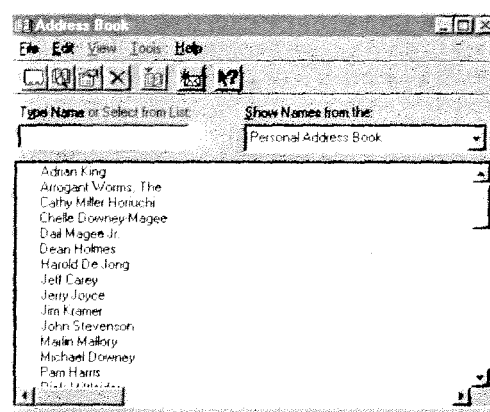 Address Book
File Edit View Tools Help
Type Name or Select from List: Show Names from the:
Personal Address Book
Adrian King
Arrogant Worms, The
Cathy Miller Horiuchi
Chelle Downey-Magee
Dail Magee Jr.
Dean Holmes
Harold De Jong
Jeff Carey
Jerry Joyce
Jim Kramer
John Stevenson
Marlin Mallory
Michael Downey
Pam Harris